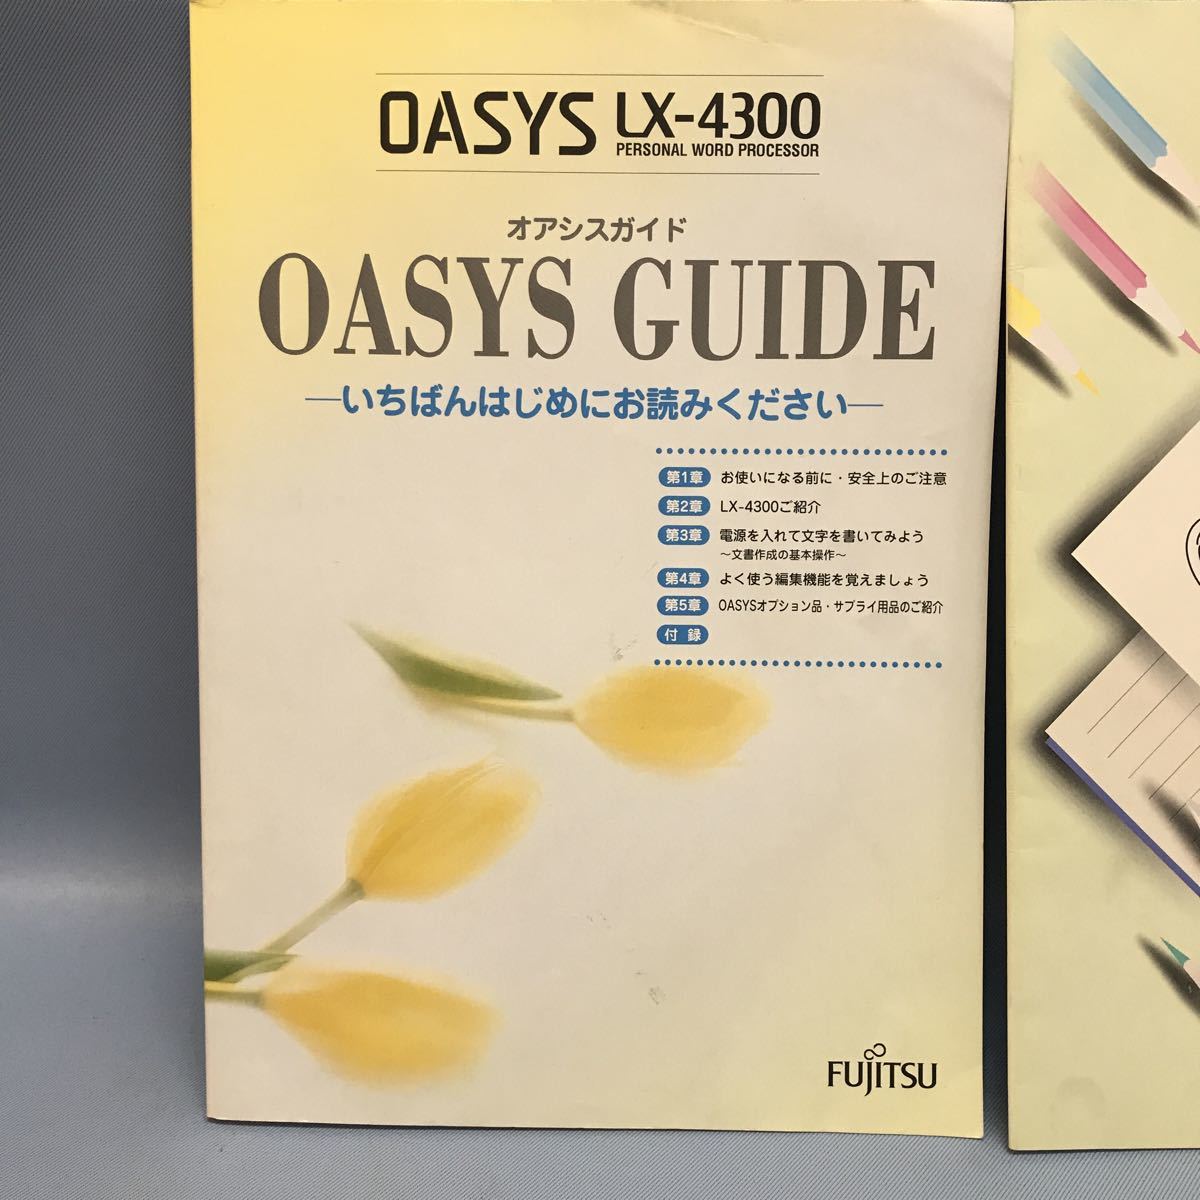 OASYS LX-4300
PERSONAL WORD PROCESSOR
オアシスガイド
OASYS GUIDE
—いちばんはじめにお読みください—
第1章 お使いになる前に・安全上のご注意
第2章 LX-4300ご紹介
第3章 電源を入れて文字を書いてみよう
～文書作成の基本操作～
第4章 よく使う編集機能を覚えましょう
第5章 OASYSオプション品・サプライ用品のご紹介
付録
FUJITSU